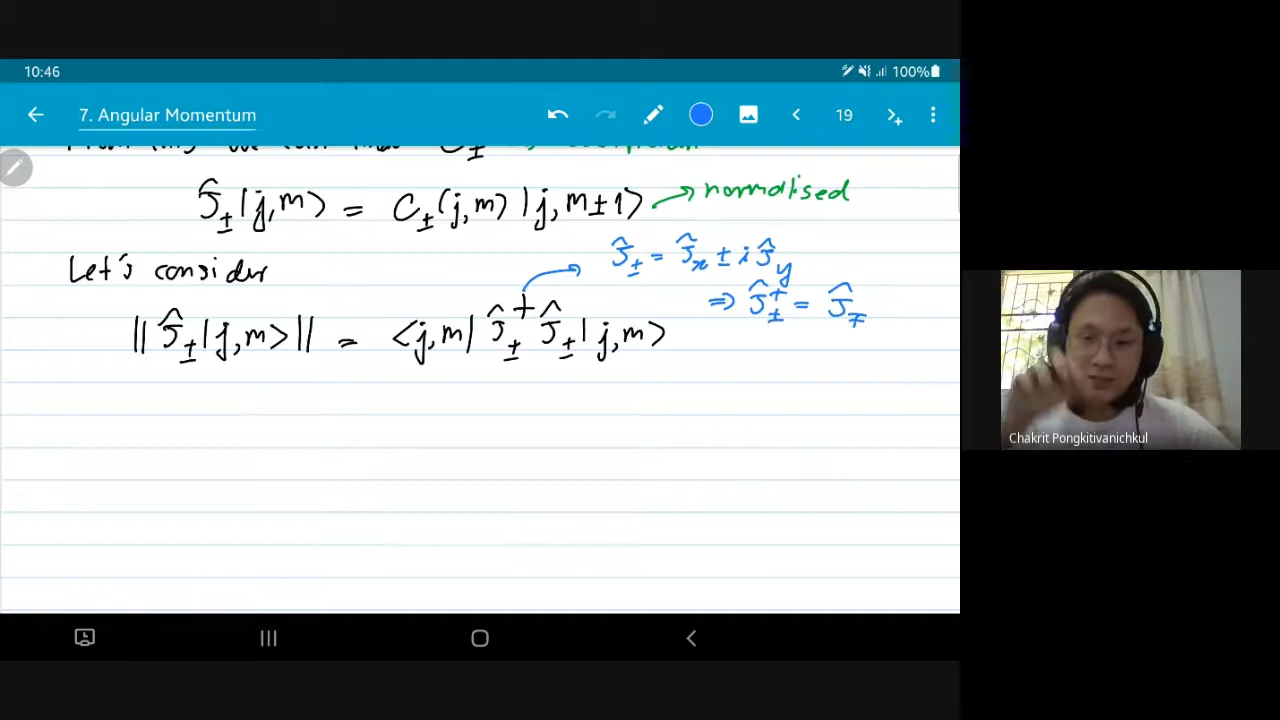 10:46 100%
7. Angular Momentum 19
Ĵ± |j,m> = C±(j,m) |j, m±1> → normalised
Let's consider
Ĵ± = Ĵx ± iĴy
⇒ Ĵ±† = Ĵ∓
|| Ĵ± |j,m> || = <j,m| Ĵ±† Ĵ± |j,m>
Chakrit Pongkitivanichkul